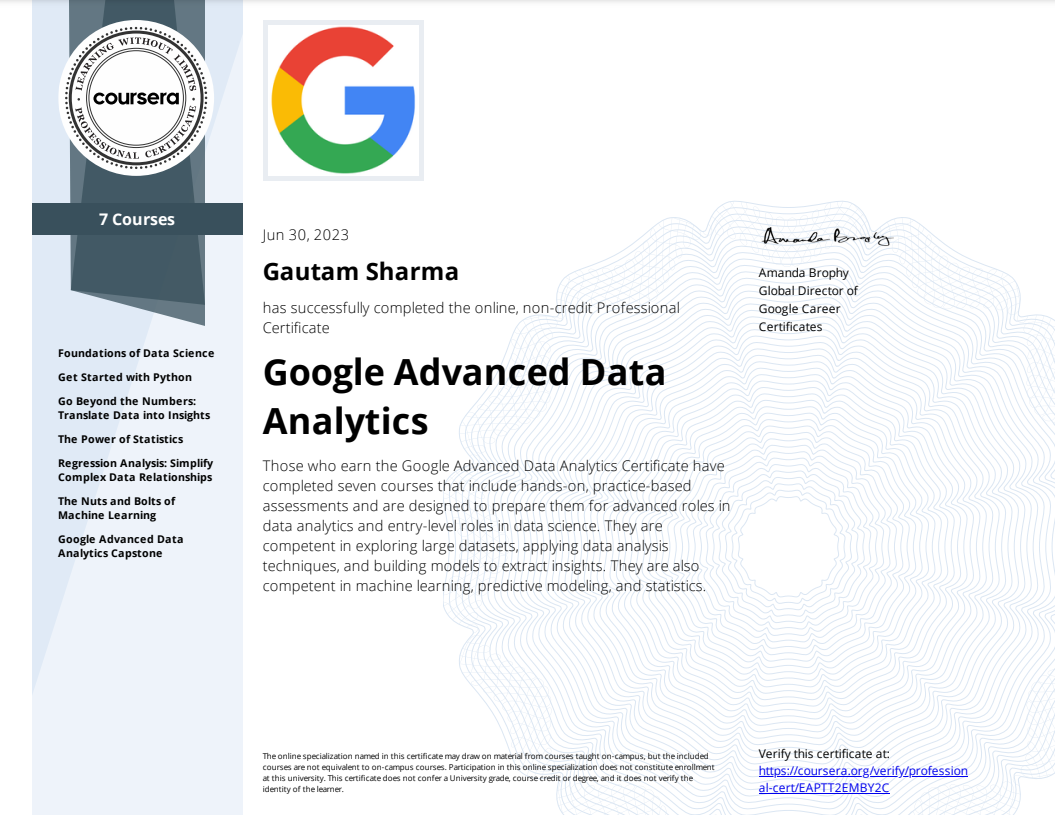 LEARNING WITHOUT LIMITS
coursera
PROFESSIONAL CERTIFICATE
7 Courses
Foundations of Data Science
Get Started with Python
Go Beyond the Numbers:
Translate Data into Insights
The Power of Statistics
Regression Analysis: Simplify
Complex Data Relationships
The Nuts and Bolts of
Machine Learning
Google Advanced Data
Analytics Capstone
G
Jun 30, 2023
Gautam Sharma
has successfully completed the online, non-credit Professional
Certificate
Google Advanced Data
Analytics
Those who earn the Google Advanced Data Analytics Certificate have
completed seven courses that include hands-on, practice-based
assessments and are designed to prepare them for advanced roles in
data analytics and entry-level roles in data science. They are
competent in exploring large datasets, applying data analysis
techniques, and building models to extract insights. They are also
competent in machine learning, predictive modeling, and statistics.
The online specialization named in this certificate may draw on material from courses taught on-campus, but the included
courses are not equivalent to on-campus courses. Participation in this online specialization does not constitute enrollment
at this university. This certificate does not confer a University grade, course credit or degree, and it does not verify the
identity of the learner.
Amanda Brophy
Amanda Brophy
Global Director of
Google Career
Certificates
Verify this certificate at:
https://coursera.org/verify/profession
al-cert/EAPTT2EMBY2C